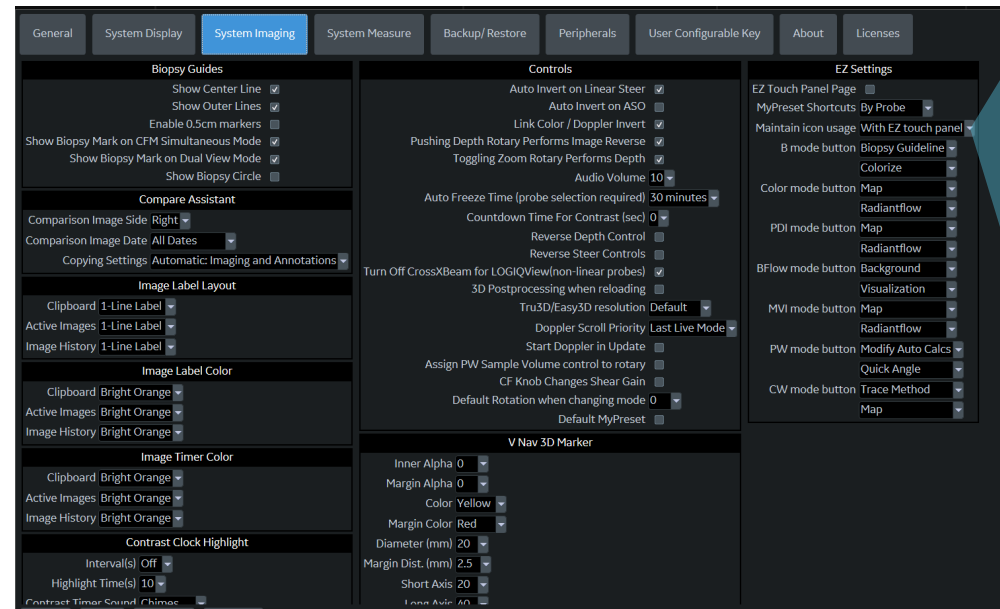 General System Display System Imaging System Measure Backup/Restore Peripherals User Configurable Key About Licenses
Biopsy Guides
Show Center Line
Show Outer Lines
Enable 0.5cm markers
Show Biopsy Mark on CFM Simultaneous Mode
Show Biopsy Mark on Dual View Mode
Show Biopsy Circle
Compare Assistant
Comparison Image Side Right
Comparison Image Date All Dates
Copying Settings Automatic: Imaging and Annotations
Image Label Layout
Clipboard 1-Line Label
Active Images 1-Line Label
Image History 1-Line Label
Image Label Color
Clipboard Bright Orange
Active Images Bright Orange
Image History Bright Orange
Image Timer Color
Clipboard Bright Orange
Active Images Bright Orange
Image History Bright Orange
Contrast Clock Highlight
Interval(s) Off
Highlight Time(s) 10
Contrast Timer Sound Chimes
Controls
Auto Invert on Linear Steer
Auto Invert on ASO
Link Color / Doppler Invert
Pushing Depth Rotary Performs Image Reverse
Toggling Zoom Rotary Performs Depth
Audio Volume 10
Auto Freeze Time (probe selection required) 30 minutes
Countdown Time For Contrast (sec) 0
Reverse Depth Control
Reverse Steer Controls
Turn Off CrossXBeam for LOGIQView(non-linear probes)
3D Postprocessing when reloading
Tru3D/Easy3D resolution Default
Doppler Scroll Priority Last Live Mode
Start Doppler in Update
Assign PW Sample Volume control to rotary
CF Knob Changes Shear Gain
Default Rotation when changing mode 0
Default MyPreset
V Nav 3D Marker
Inner Alpha 0
Margin Alpha 0
Color Yellow
Margin Color Red
Diameter (mm) 20
Margin Dist. (mm) 2.5
Short Axis 20
Long Axis 40
EZ Settings
EZ Touch Panel Page
MyPreset Shortcuts By Probe
Maintain icon usage With EZ touch panel
B mode button Biopsy Guideline
Colorize
Color mode button Map
Radiantflow
PDI mode button Map
Radiantflow
BFlow mode button Background
Visualization
MVI mode button Map
Radiantflow
PW mode button Modify Auto Calcs
Quick Angle
CW mode button Trace Method
Map